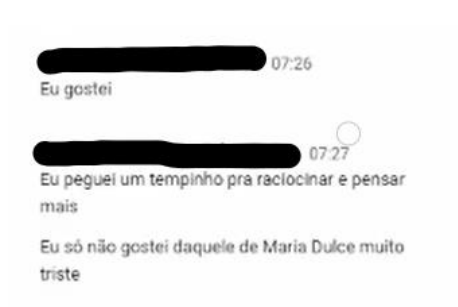 07:26
Eu gostei
07:27
Eu peguei um tempinho pra raciocinar e pensar
mais
Eu só não gostei daquele de Maria Dulce muito
triste